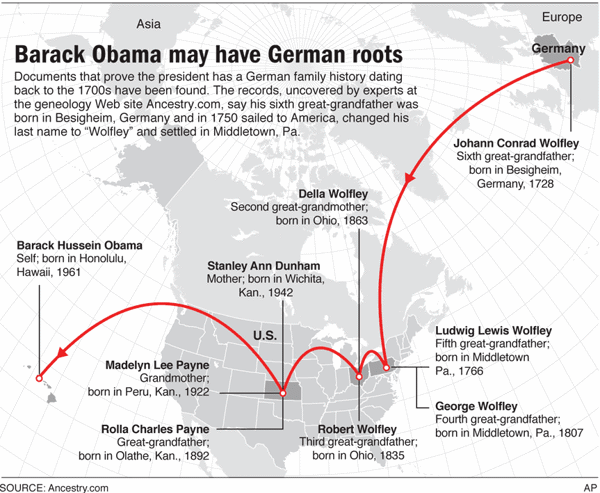 Asia
Europe
Barack Obama may have German roots
Documents that prove the president has a German family history dating
back to the 1700s have been found. The records, uncovered by experts at
the geneology Web site Ancestry.com, say his sixth great-grandfather was
born in Besigheim, Germany and in 1750 sailed to America, changed his
last name to “Wolfley” and settled in Middletown, Pa.
Germany
Johann Conrad Wolfley
Sixth great-grandfather;
born in Besigheim,
Germany, 1728
Della Wolfley
Second great-grandmother;
born in Ohio, 1863
Barack Hussein Obama
Self; born in Honolulu,
Hawaii, 1961
Stanley Ann Dunham
Mother; born in Wichita,
Kan., 1942
U.S.
Ludwig Lewis Wolfley
Fifth great-grandfather;
born in Middletown
Pa., 1766
Madelyn Lee Payne
Grandmother;
born in Peru, Kan., 1922
George Wolfley
Fourth great-grandfather;
born in Middletown, Pa., 1807
Rolla Charles Payne
Great-grandfather;
born in Olathe, Kan., 1892
Robert Wolfley
Third great-grandfather;
born in Ohio, 1835
SOURCE: Ancestry.com
AP